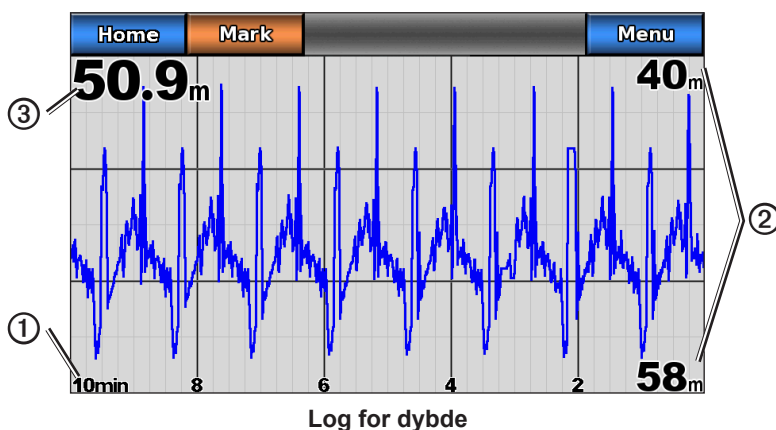 Home Mark Menu
50.9m 40m
③
②
①
58m
10min 8 6 4 2
Log for dybde